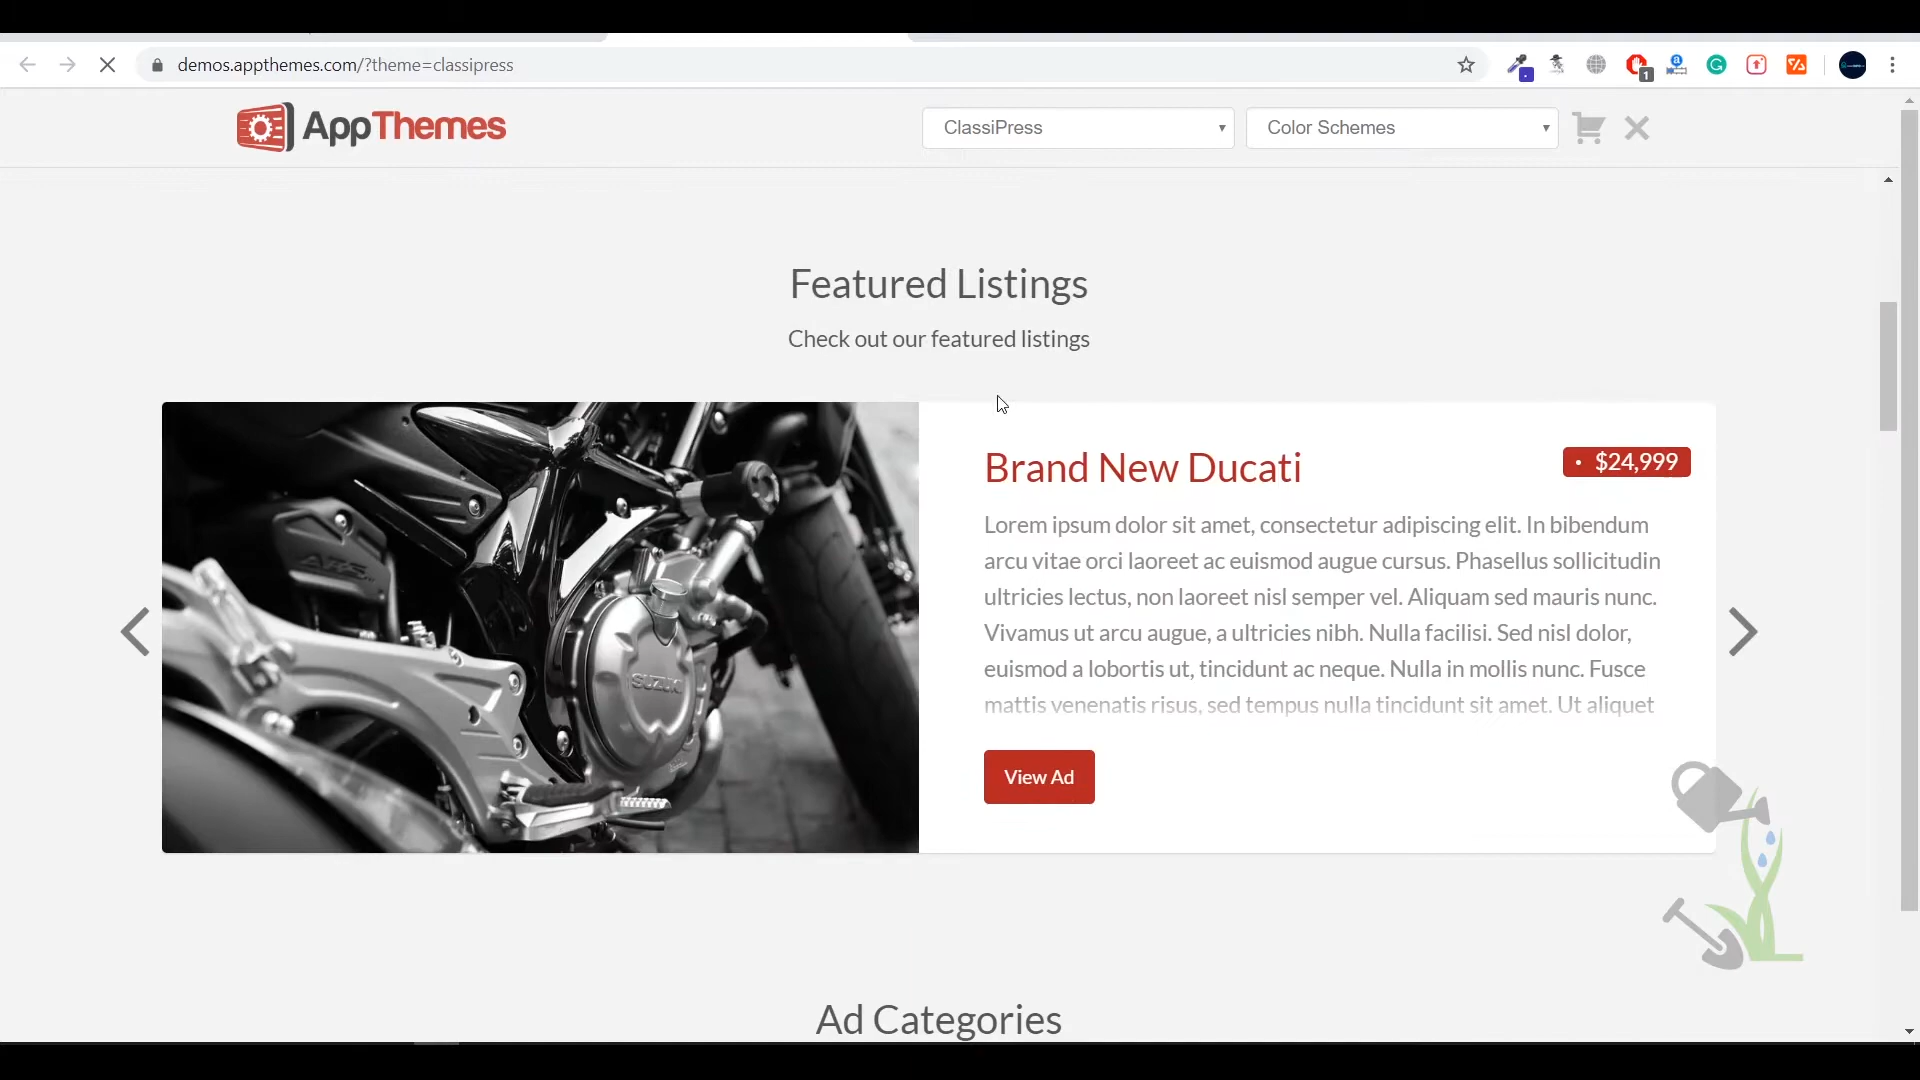 demos.appthemes.com/?theme=classipress
1
AppThemes
ClassiPress
Color Schemes
Featured Listings
Check out our featured listings
Brand New Ducati
• $24,999
Lorem ipsum dolor sit amet, consectetur adipiscing elit. In bibendum
arcu vitae orci laoreet ac euismod augue cursus. Phasellus sollicitudin
ultricies lectus, non laoreet nisl semper vel. Aliquam sed mauris nunc.
Vivamus ut arcu augue, a ultricies nibh. Nulla facilisi. Sed nisl dolor,
euismod a lobortis ut, tincidunt ac neque. Nulla in mollis nunc. Fusce
mattis venenatis risus, sed tempus nulla tincidunt sit amet. Ut aliquet
ABS
SUZUKI
View Ad
Ad Categories